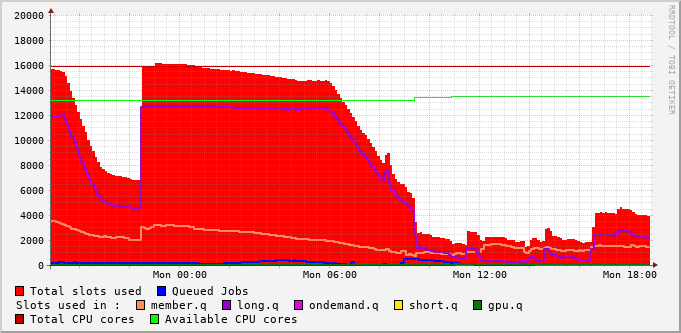 20000
18000
16000
14000
12000
10000
8000
6000
4000
2000
0
Mon 00:00 Mon 06:00 Mon 12:00 Mon 18:00
Total slots used Queued Jobs
Slots used in : member.q long.q ondemand.q short.q gpu.q
Total CPU cores Available CPU cores
RRDTOOL / TOBI OETIKER